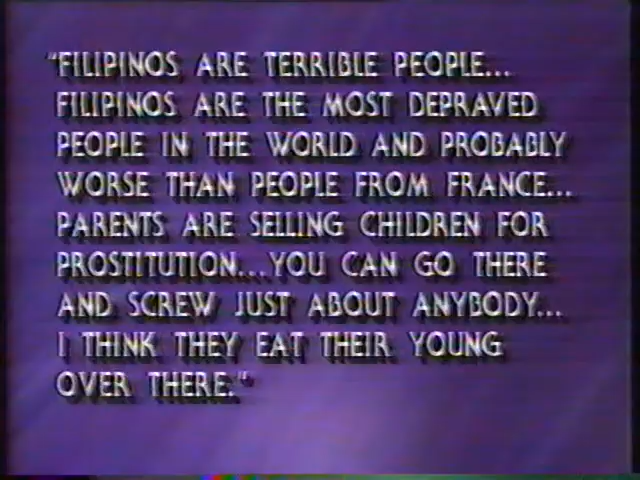 "FILIPINOS ARE TERRIBLE PEOPLE...
FILIPINOS ARE THE MOST DEPRAVED
PEOPLE IN THE WORLD AND PROBABLY
WORSE THAN PEOPLE FROM FRANCE...
PARENTS ARE SELLING CHILDREN FOR
PROSTITUTION...YOU CAN GO THERE
AND SCREW JUST ABOUT ANYBODY...
I THINK THEY EAT THEIR YOUNG
OVER THERE."